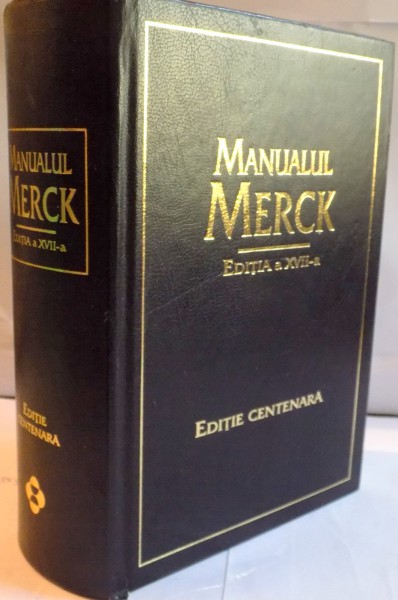 MANUALUL
MERCK
EDIȚIA a XVII-a
EDIȚIE
CENTENARĂ
MANUALUL
MERCK
EDIȚIA a XVII-a
EDIȚIE CENTENARĂ